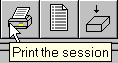 Print the session